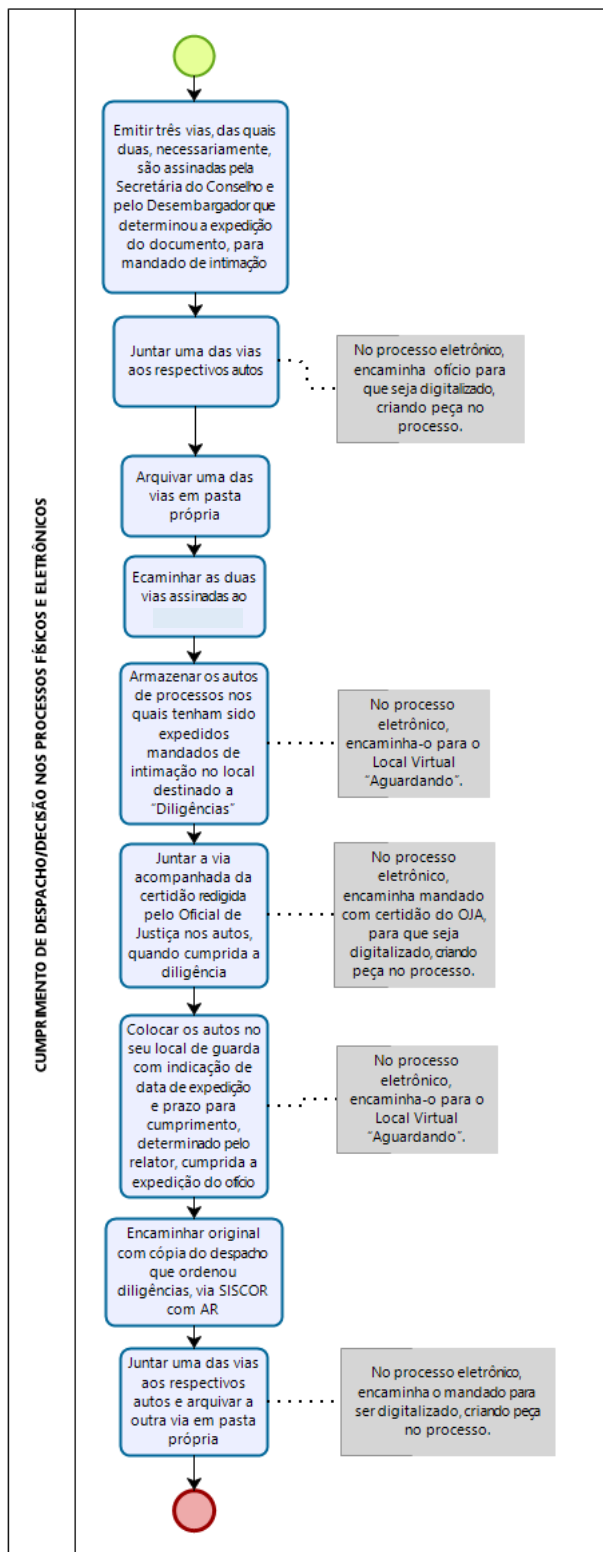 CUMPRIMENTO DE DESPACHO/DECISÃO NOS PROCESSOS FÍSICOS E ELETRÔNICOS
Emitir três vias, das quais
duas, necessariamente,
são assinadas pela
Secretária do Conselho e
pelo Desembargador que
determinou a expedição
do documento, para
mandado de intimação
Juntar uma das vias
aos respectivos autos
No processo eletrônico,
encaminha ofício para
que seja digitalizado,
criando peça no
processo.
Arquivar uma das
vias em pasta
própria
Ecaminhar as duas
vias assinadas ao
Armazenar os autos
de processos nos
quais tenham sido
expedidos
mandados de
intimação no local
destinado a
“Diligências”
No processo
eletrônico,
encaminha-o para o
Local Virtual
“Aguardando”.
Juntar a via
acompanhada da
certidão redigida
pelo Oficial de
Justiça nos autos,
quando cumprida a
diligência
No processo
eletrônico,
encaminha mandado
com certidão do OJA,
para que seja
digitalizado, criando
peça no processo.
Colocar os autos no
seu local de guarda
com indicação de
data de expedição
e prazo para
cumprimento,
determinado pelo
relator, cumprida a
expedição do ofício
No processo
eletrônico,
encaminha-o para o
Local Virtual
“Aguardando”.
Encaminhar original
com cópia do despacho
que ordenou
diligências, via SISCOR
com AR
Juntar uma das vias
aos respectivos
autos e arquivar a
outra via em pasta
própria
No processo eletrônico,
encaminha o mandado para
ser digitalizado, criando peça
no processo.